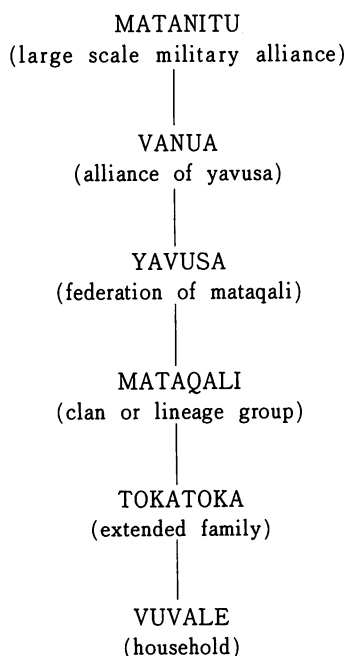 MATANITU
(large scale military alliance)
VANUA
(alliance of yavusa)
YAVUSA
(federation of mataqali)
MATAQALI
(clan or lineage group)
TOKATOKA
(extended family)
VUVALE
(household)